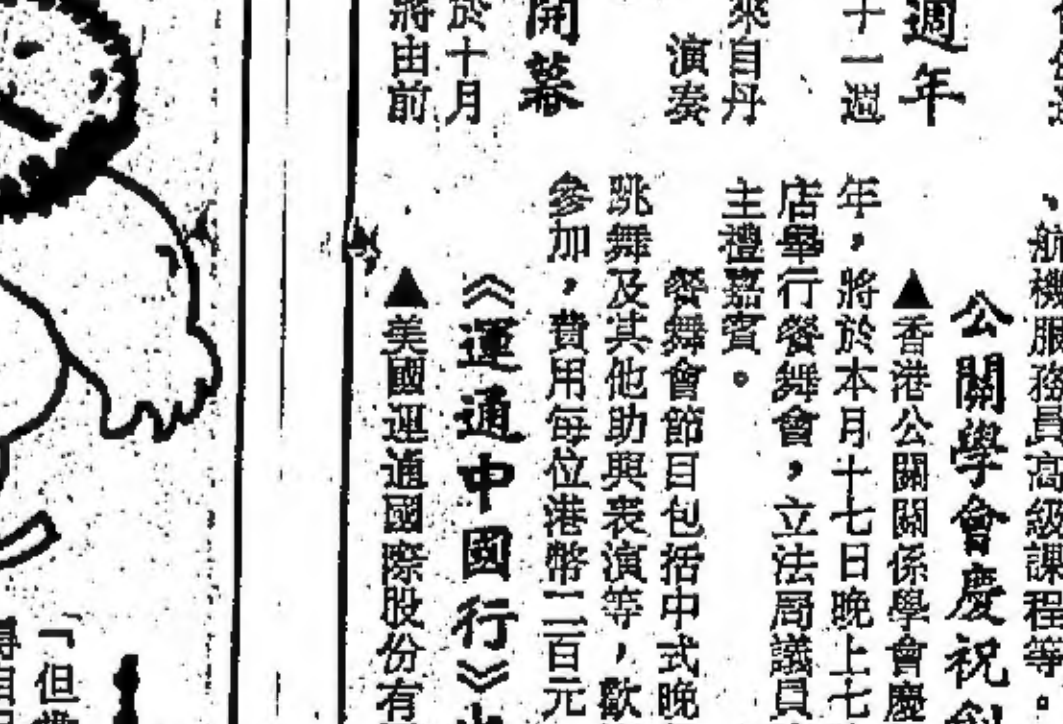 週年
十一週
來自丹
演奏
開幕
於十月
將由前
、航機服務員高級課程等。
公關學會慶祝
▲香港公關關係學會慶
年，將於本月十七日晚上七
店舉行餐舞會，立法局議員
主禮嘉賓。
餐舞會節目包括中式晚
跳舞及其他助興表演等，歡
參加，費用每位港幣二百元
《運通中國行》
▲美國運通國際股份有
「但